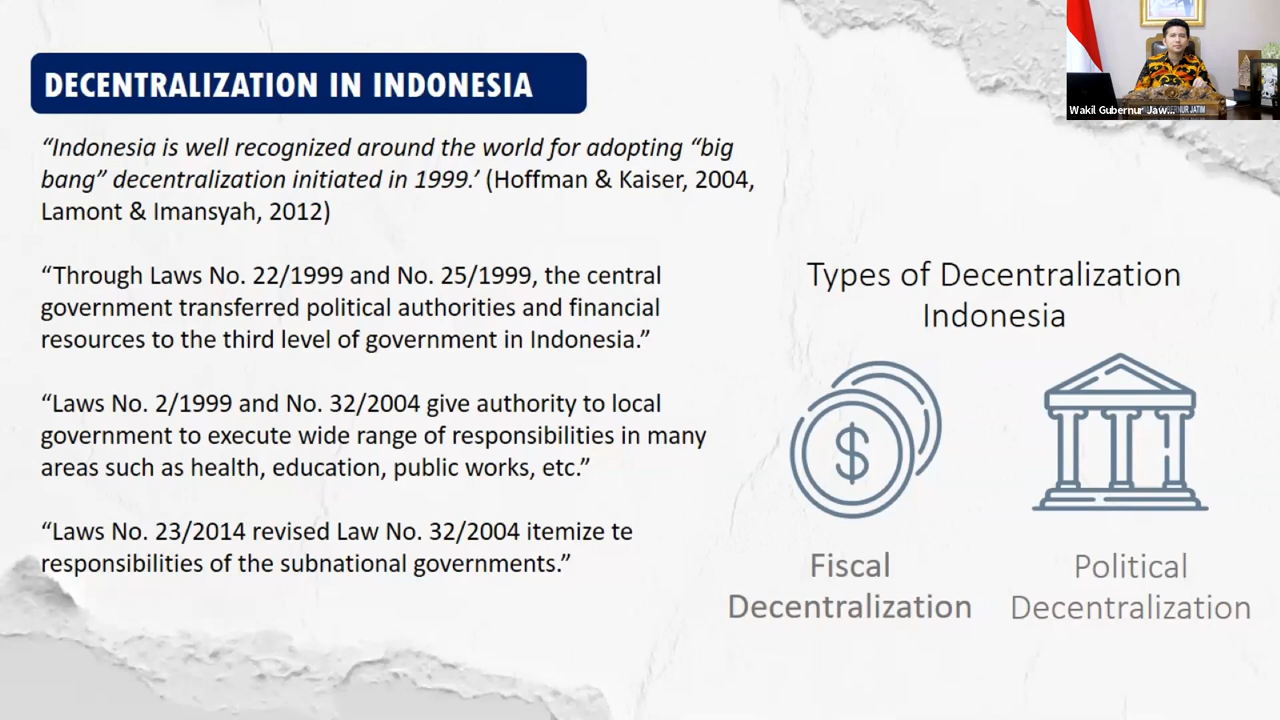 DECENTRALIZATION IN INDONESIA
“Indonesia is well recognized around the world for adopting “big
bang” decentralization initiated in 1999.’ (Hoffman & Kaiser, 2004,
Lamont & Imansyah, 2012)
“Through Laws No. 22/1999 and No. 25/1999, the central
government transferred political authorities and financial
resources to the third level of government in Indonesia.”
“Laws No. 2/1999 and No. 32/2004 give authority to local
government to execute wide range of responsibilities in many
areas such as health, education, public works, etc.”
“Laws No. 23/2014 revised Law No. 32/2004 itemize te
responsibilities of the subnational governments.”
Wakil Gubernur Jaw...
JATIM
Types of Decentralization
Indonesia
$
Fiscal
Decentralization
Political
Decentralization